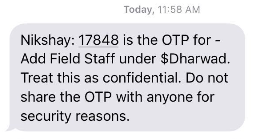 Today, 11:58 AM
Nikshay: 17848 is the OTP for -
Add Field Staff under $Dharwad.
Treat this as confidential. Do not
share the OTP with anyone for
security reasons.